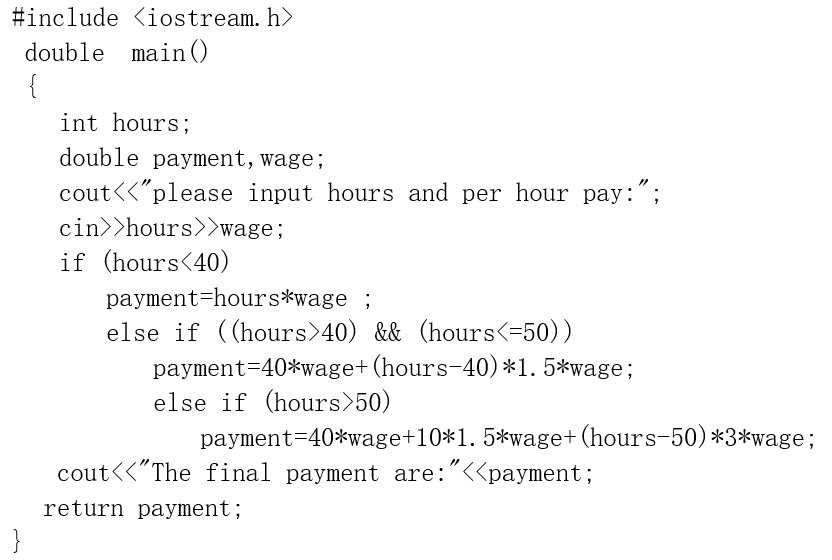 #include <iostream.h>
double  main()
{
int hours;
double payment,wage;
cout<<"please input hours and per hour pay:";
cin>>hours>>wage;
if (hours<40)
payment=hours*wage ;
else if ((hours>40) && (hours<=50))
payment=40*wage+(hours-40)*1.5*wage;
else if (hours>50)
payment=40*wage+10*1.5*wage+(hours-50)*3*wage;
cout<<"The final payment are:"<<payment;
return payment;
}